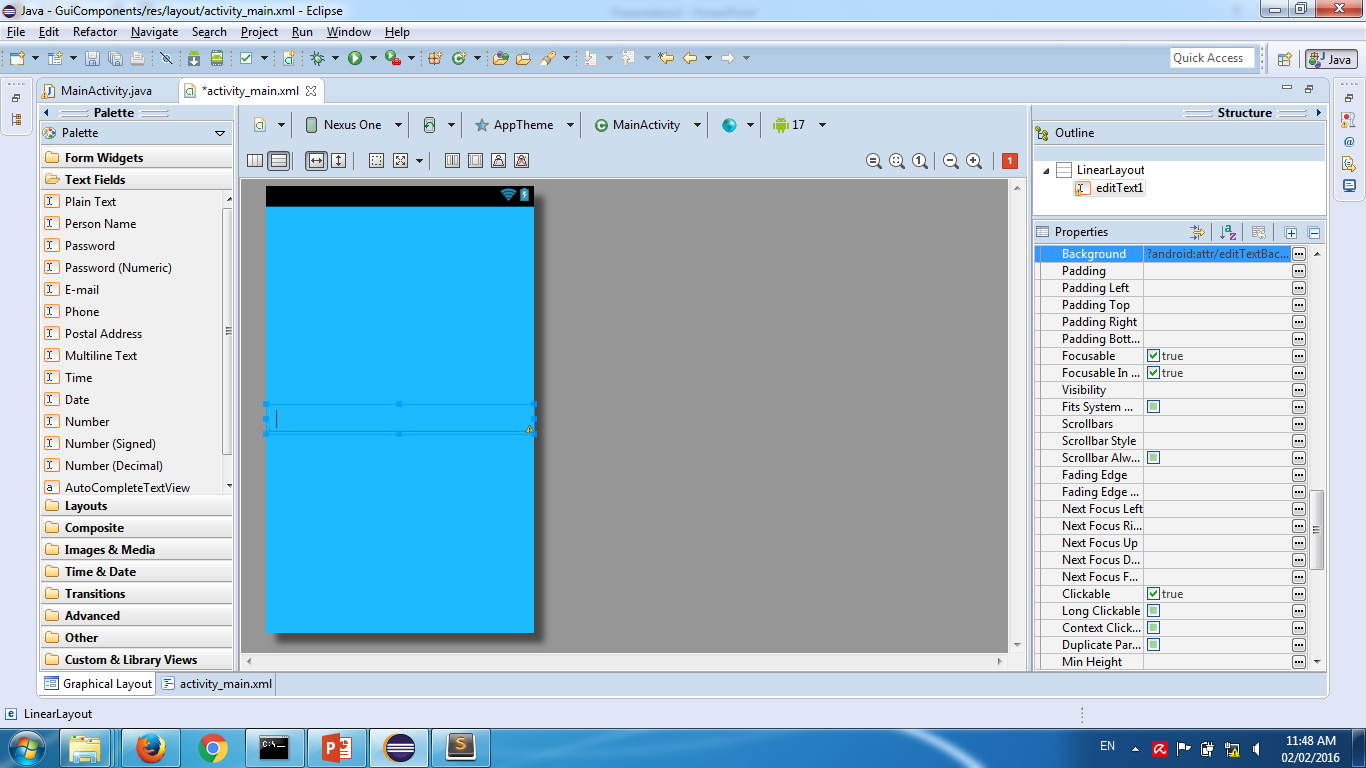 Java - GuiComponents/res/layout/activity_main.xml - Eclipse
File Edit Refactor Navigate Search Project Run Window Help
Quick Access
Java
MainActivity.java
*activity_main.xml
Palette
Palette
Form Widgets
Text Fields
Plain Text
Person Name
Password
Password (Numeric)
E-mail
Phone
Postal Address
Multiline Text
Time
Date
Number
Number (Signed)
Number (Decimal)
AutoCompleteTextView
Layouts
Composite
Images & Media
Time & Date
Transitions
Advanced
Other
Custom & Library Views
Nexus One
AppTheme
MainActivity
17
1
Structure
Outline
LinearLayout
editText1
Properties
Background ?android:attr/editTextBac...
Padding
Padding Left
Padding Top
Padding Right
Padding Bott...
Focusable true
Focusable In ... true
Visibility
Fits System ...
Scrollbars
Scrollbar Style
Scrollbar Alw...
Fading Edge
Fading Edge ...
Next Focus Left
Next Focus Ri...
Next Focus Up
Next Focus D...
Next Focus F...
Clickable true
Long Clickable
Context Click...
Duplicate Par...
Min Height
Graphical Layout
activity_main.xml
LinearLayout
EN
11:48 AM
02/02/2016